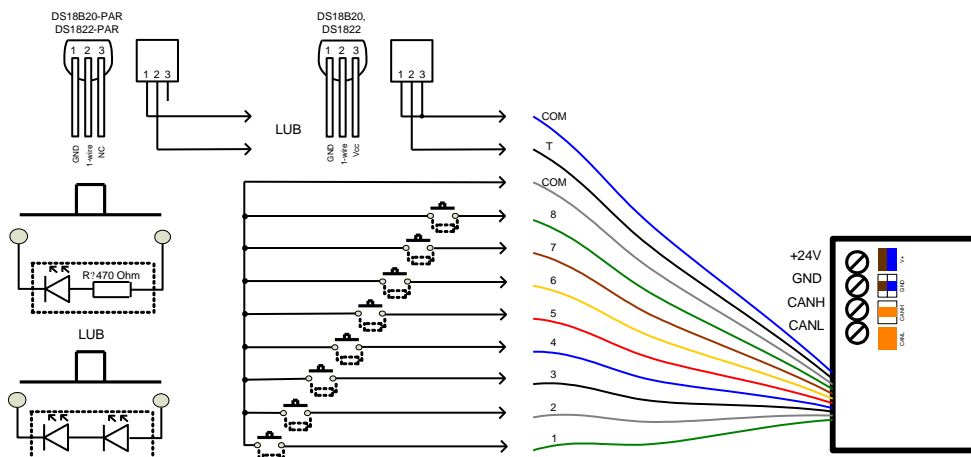 DS18B20-PAR
DS1822-PAR
1 2 3
GND
1-wire
NC
1 2 3
LUB
DS18B20,
DS1822
1 2 3
GND
1-wire
Vcc
1 2 3
COM
T
COM
8
7
6
5
4
3
2
1
R?470 Ohm
LUB
+24V
GND
CANH
CANL
V+
GND
CANH
CANL